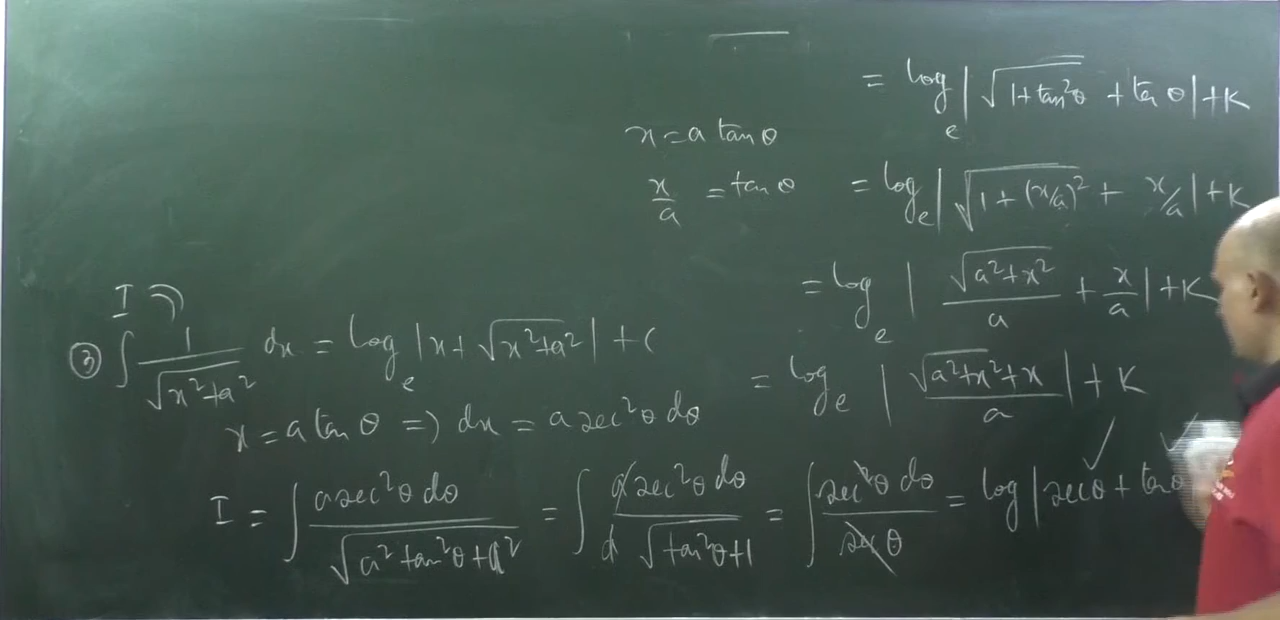 I
③ ∫ 1/√(x²+a²) dx = log_e |x + √(x²+a²)| + C
x = a tan θ ⇒ dx = a sec²θ dθ
I = ∫ a sec²θ dθ / √(a² tan²θ + a²) = ∫ a sec²θ dθ / a √(tan²θ+1) = ∫ sec²θ dθ / sec θ = log | sec θ + tan θ
x = a tan θ
x/a = tan θ
= log_e | √(1+tan²θ) + tan θ | + K
= log_e | √(1+(x/a)²) + x/a | + K
= log_e | √(a²+x²)/a + x/a | + K
= log_e | (√(a²+x²)+x)/a | + K